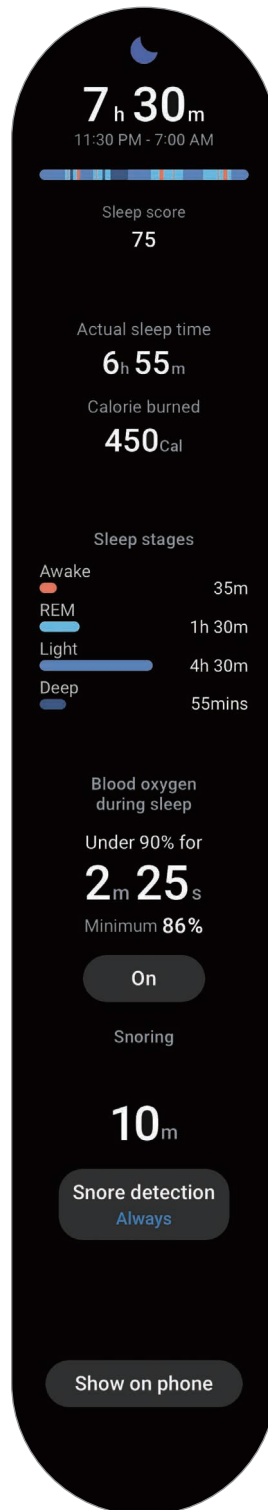 7h 30m
11:30 PM - 7:00 AM
Sleep score
75
Actual sleep time
6h 55m
Calorie burned
450Cal
Sleep stages
Awake
35m
REM
1h 30m
Light
4h 30m
Deep
55mins
Blood oxygen
during sleep
Under 90% for
2m 25s
Minimum 86%
On
Snoring
10m
Snore detection
Always
Show on phone